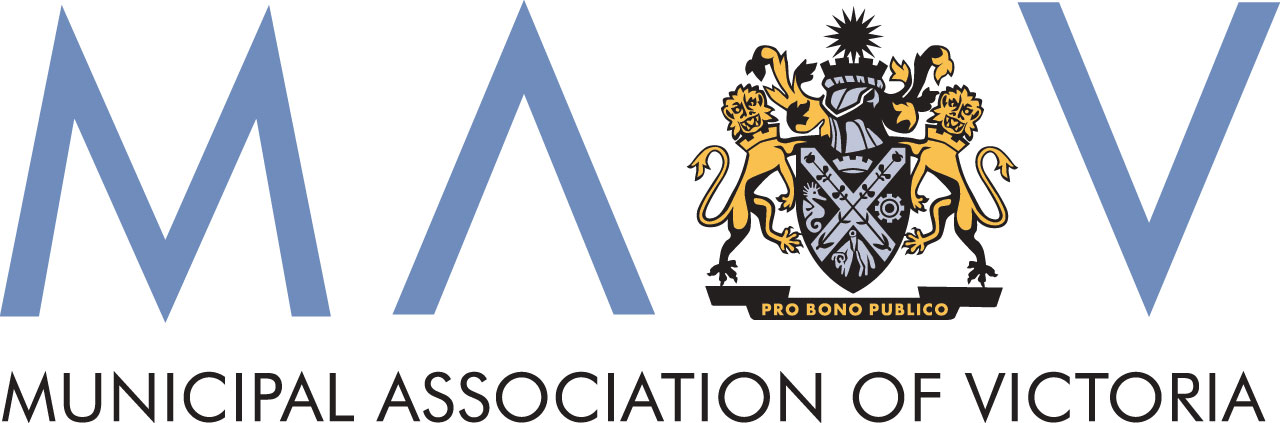 MAV
PRO BONO PUBLICO
MUNICIPAL ASSOCIATION OF VICTORIA